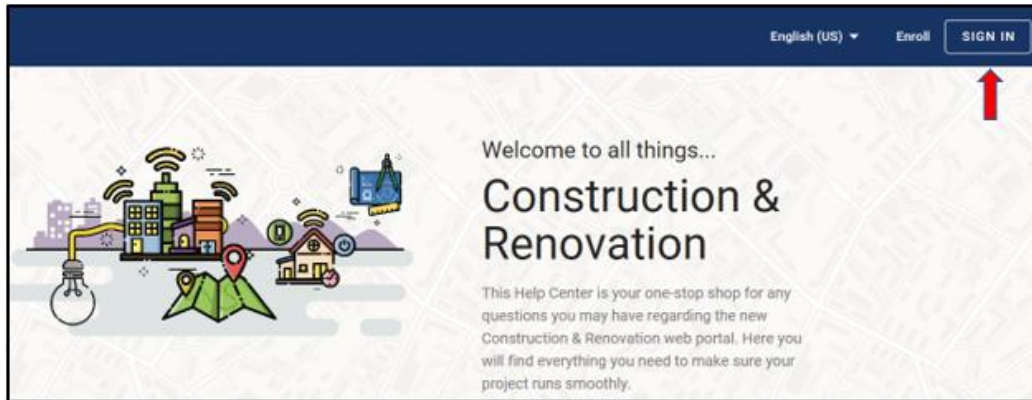 English (US) Enroll SIGN IN
Welcome to all things...
Construction &
Renovation
This Help Center is your one-stop shop for any
questions you may have regarding the new
Construction & Renovation web portal. Here you
will find everything you need to make sure your
project runs smoothly.